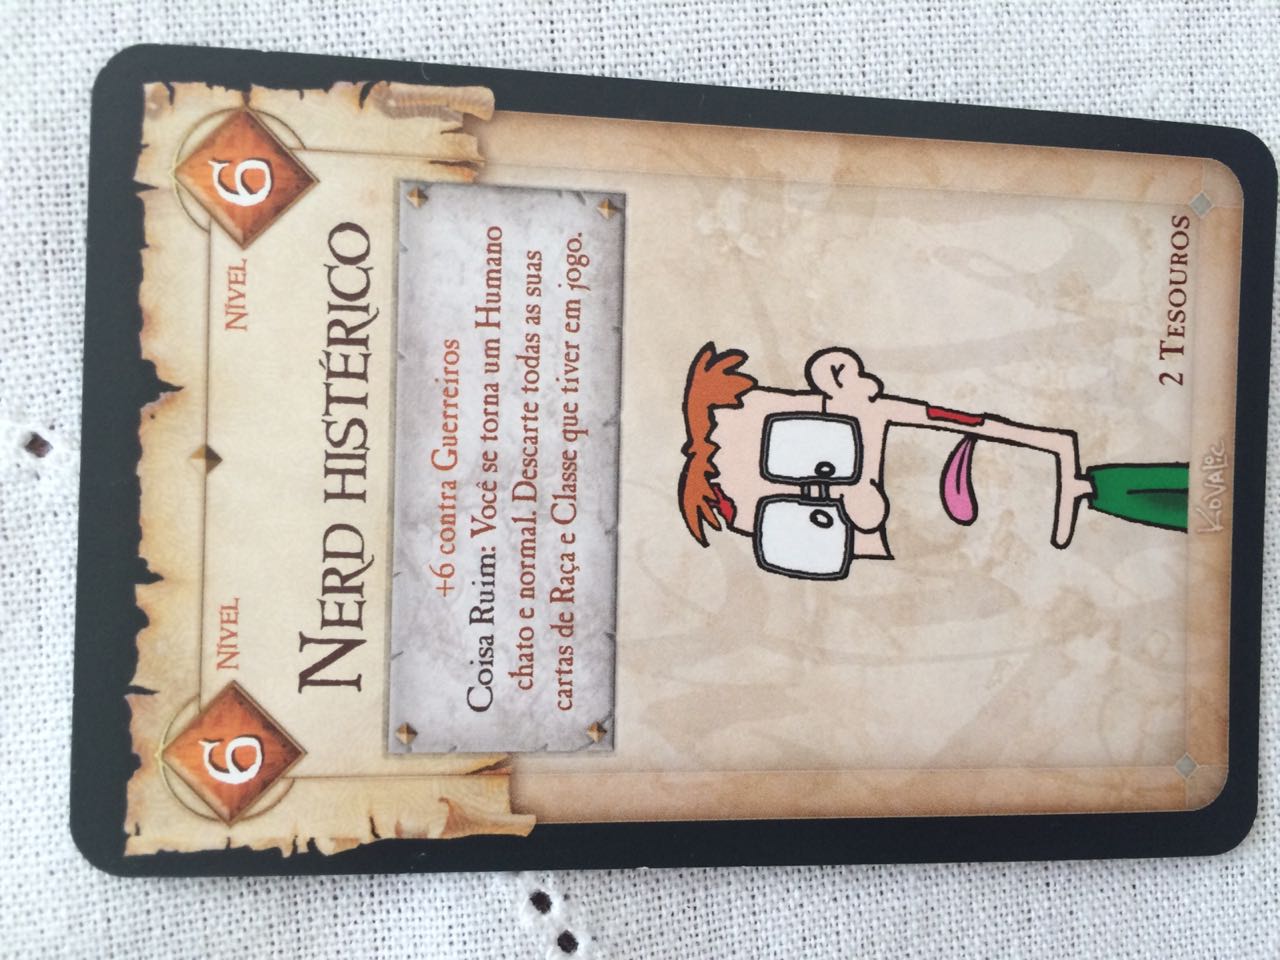 6 NÍVEL NÍVEL 6
NERD HISTÉRICO
+6 contra Guerreiros
Coisa Ruim: Você se torna um Humano
chato e normal. Descarte todas as suas
cartas de Raça e Classe que tiver em jogo.
2 TESOUROS
KOVALIC